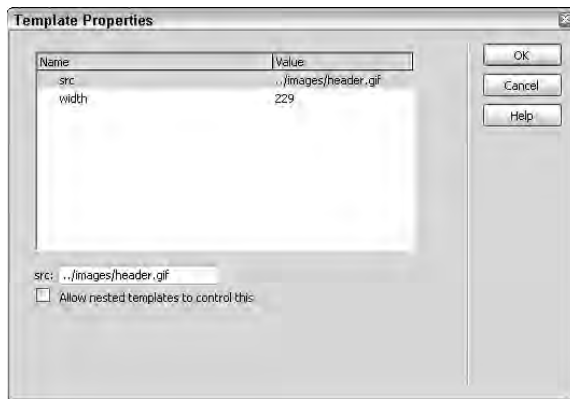 Template Properties
Name Value
src ../images/header.gif
width 229
OK
Cancel
Help
src: ../images/header.gif
Allow nested templates to control this